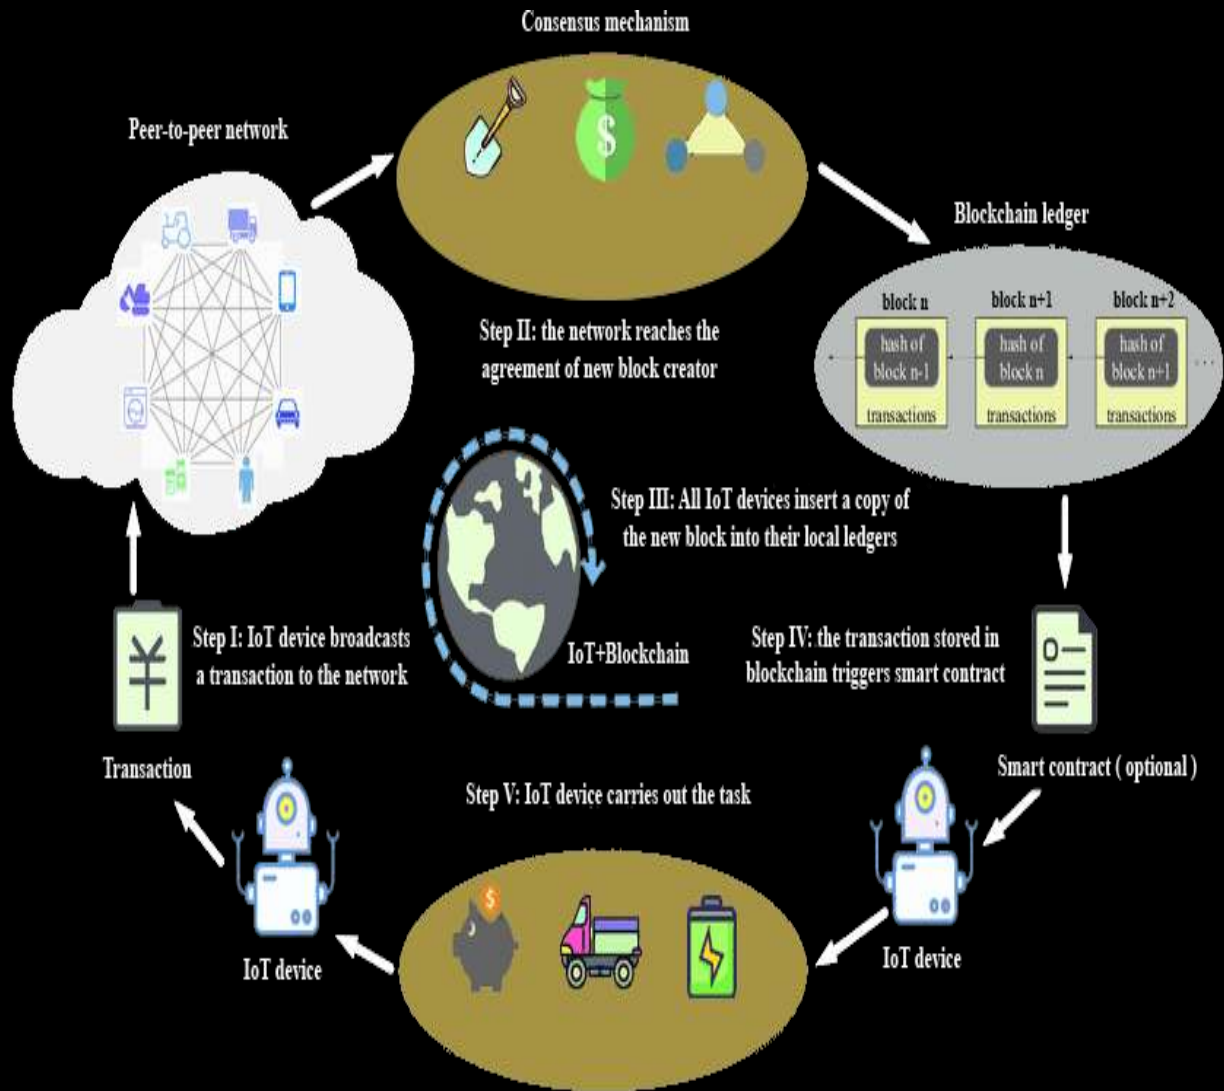 Consensus mechanism
Peer-to-peer network
$
Blockchain ledger
block n
block n+1
block n+2
hash of
block n-1
hash of
block n
hash of
block n+1
...
transactions
transactions
transactions
Step II: the network reaches the
agreement of new block creator
Step III: All IoT devices insert a copy of
the new block into their local ledgers
¥
Step I: IoT device broadcasts
a transaction to the network
IoT+Blockchain
Step IV: the transaction stored in
blockchain triggers smart contract
Transaction
Smart contract ( optional )
Step V: IoT device carries out the task
$
IoT device
IoT device